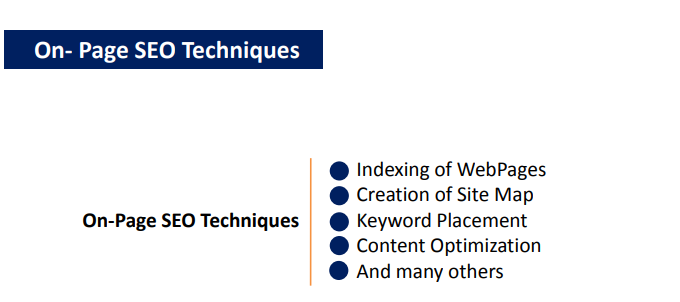 On- Page SEO Techniques
Indexing of WebPages
Creation of Site Map
On-Page SEO Techniques
Keyword Placement
Content Optimization
And many others